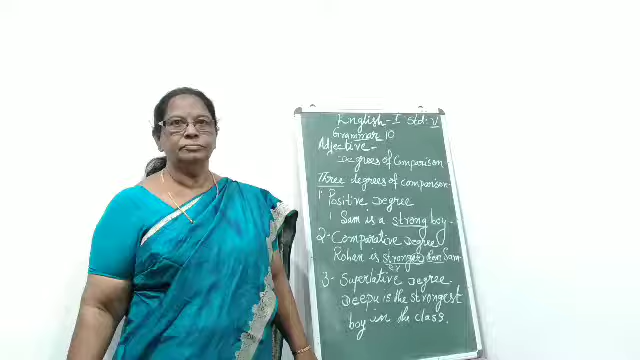 English - I Std: V
Grammar 10
Adjective -
Degrees of Comparison
Three degrees of comparison -
1 Positive Degree
1 Sam is a strong boy -
2 - Comparative Degree
Rohan is stronger than Sam -
er
3 - Superlative Degree
Deepu is the strongest
boy in the class.